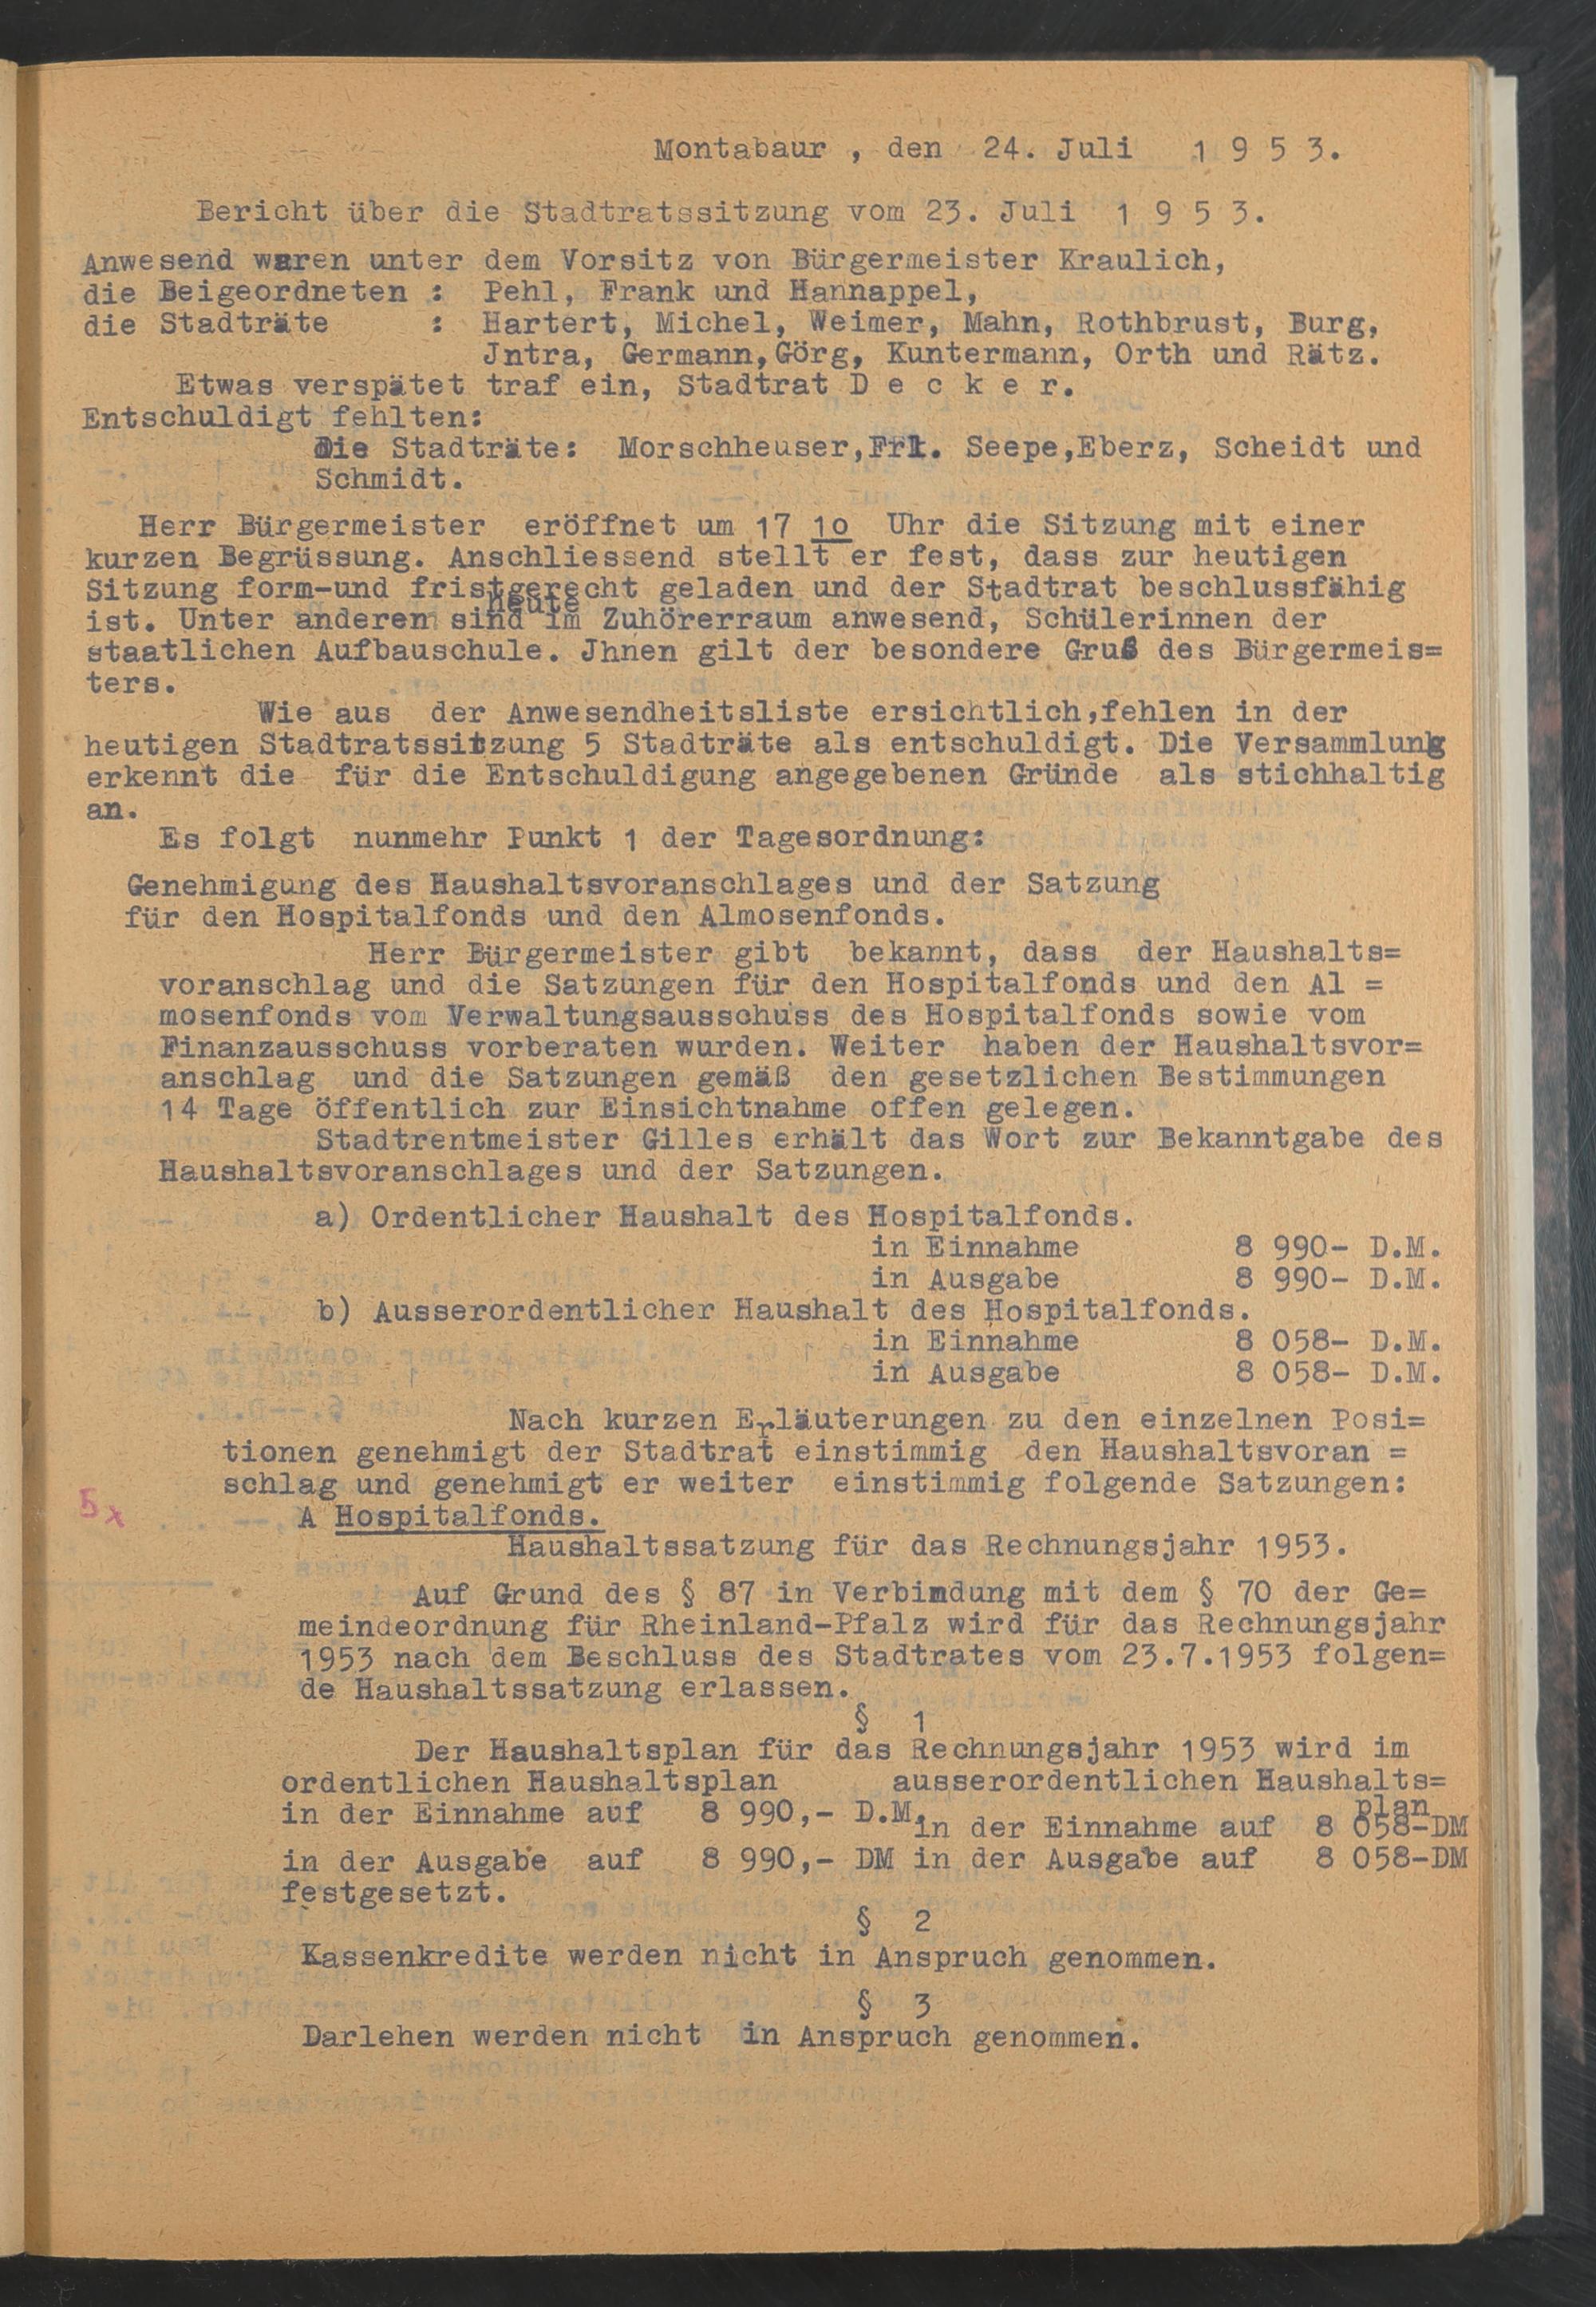 Montabaur , den 24. Juli 1 9 5 3.
Bericht über die Stadtratssitzung vom 23. Juli 1 9 5 3.
Anwesend waren unter dem Vorsitz von Bürgermeister Kraulich,
die Beigeordneten : Pehl, Frank und Hannappel,
die Stadträte : Hartert, Michel, Weimer, Mahn, Rothbrust, Burg,
Jntra, Germann,Görg, Kuntermann, Orth und Rätz.
Etwas verspätet traf ein, Stadtrat D e c k e r.
Entschuldigt fehlten:
Die Stadträte: Morschheuser,Frl. Seepe,Eberz, Scheidt und
Schmidt.
Herr Bürgermeister eröffnet um 17 10 Uhr die Sitzung mit einer
kurzen Begrüssung. Anschliessend stellt er fest, dass zur heutigen
Sitzung form-und fristgerecht geladen und der Stadtrat beschlussfähig
heute
ist. Unter anderem sind im Zuhörerraum anwesend, Schülerinnen der
staatlichen Aufbauschule. Jhnen gilt der besondere Gruß des Bürgermeis=
ters.
Wie aus der Anwesendheitsliste ersichtlich,fehlen in der
heutigen Stadtratssitzung 5 Stadträte als entschuldigt. Die Versammlung
erkennt die für die Entschuldigung angegebenen Gründe als stichhaltig
an.
Es folgt nunmehr Punkt 1 der Tagesordnung:
Genehmigung des Haushaltsvoranschlages und der Satzung
für den Hospitalfonds und den Almosenfonds.
Herr Bürgermeister gibt bekannt, dass der Haushalts=
voranschlag und die Satzungen für den Hospitalfonds und den Al =
mosenfonds vom Verwaltungsausschuss des Hospitalfonds sowie vom
Finanzausschuss vorberaten wurden. Weiter haben der Haushaltsvor=
anschlag und die Satzungen gemäß den gesetzlichen Bestimmungen
14 Tage öffentlich zur Einsichtnahme offen gelegen.
Stadtrentmeister Gilles erhält das Wort zur Bekanntgabe des
Haushaltsvoranschlages und der Satzungen.
a) Ordentlicher Haushalt des Hospitalfonds.
in Einnahme 8 990- D.M.
in Ausgabe 8 990- D.M.
b) Ausserordentlicher Haushalt des Hospitalfonds.
in Einnahme 8 058- D.M.
in Ausgabe 8 058- D.M.
Nach kurzen Erläuterungen zu den einzelnen Posi=
tionen genehmigt der Stadtrat einstimmig den Haushaltsvoran =
schlag und genehmigt er weiter einstimmig folgende Satzungen:
5x
A Hospitalfonds.
Haushaltssatzung für das Rechnungsjahr 1953.
Auf Grund des § 87 in Verbindung mit dem § 70 der Ge=
meindeordnung für Rheinland-Pfalz wird für das Rechnungsjahr
1953 nach dem Beschluss des Stadtrates vom 23.7.1953 folgen=
de Haushaltssatzung erlassen.
§ 1
Der Haushaltsplan für das Rechnungsjahr 1953 wird im
ordentlichen Haushaltsplan ausserordentlichen Haushalts=
plan
in der Einnahme auf 8 990,- D.M. in der Einnahme auf 8 058-DM
in der Ausgabe auf 8 990,- DM in der Ausgabe auf 8 058-DM
festgesetzt.
§ 2
Kassenkredite werden nicht in Anspruch genommen.
§ 3
Darlehen werden nicht in Anspruch genommen.